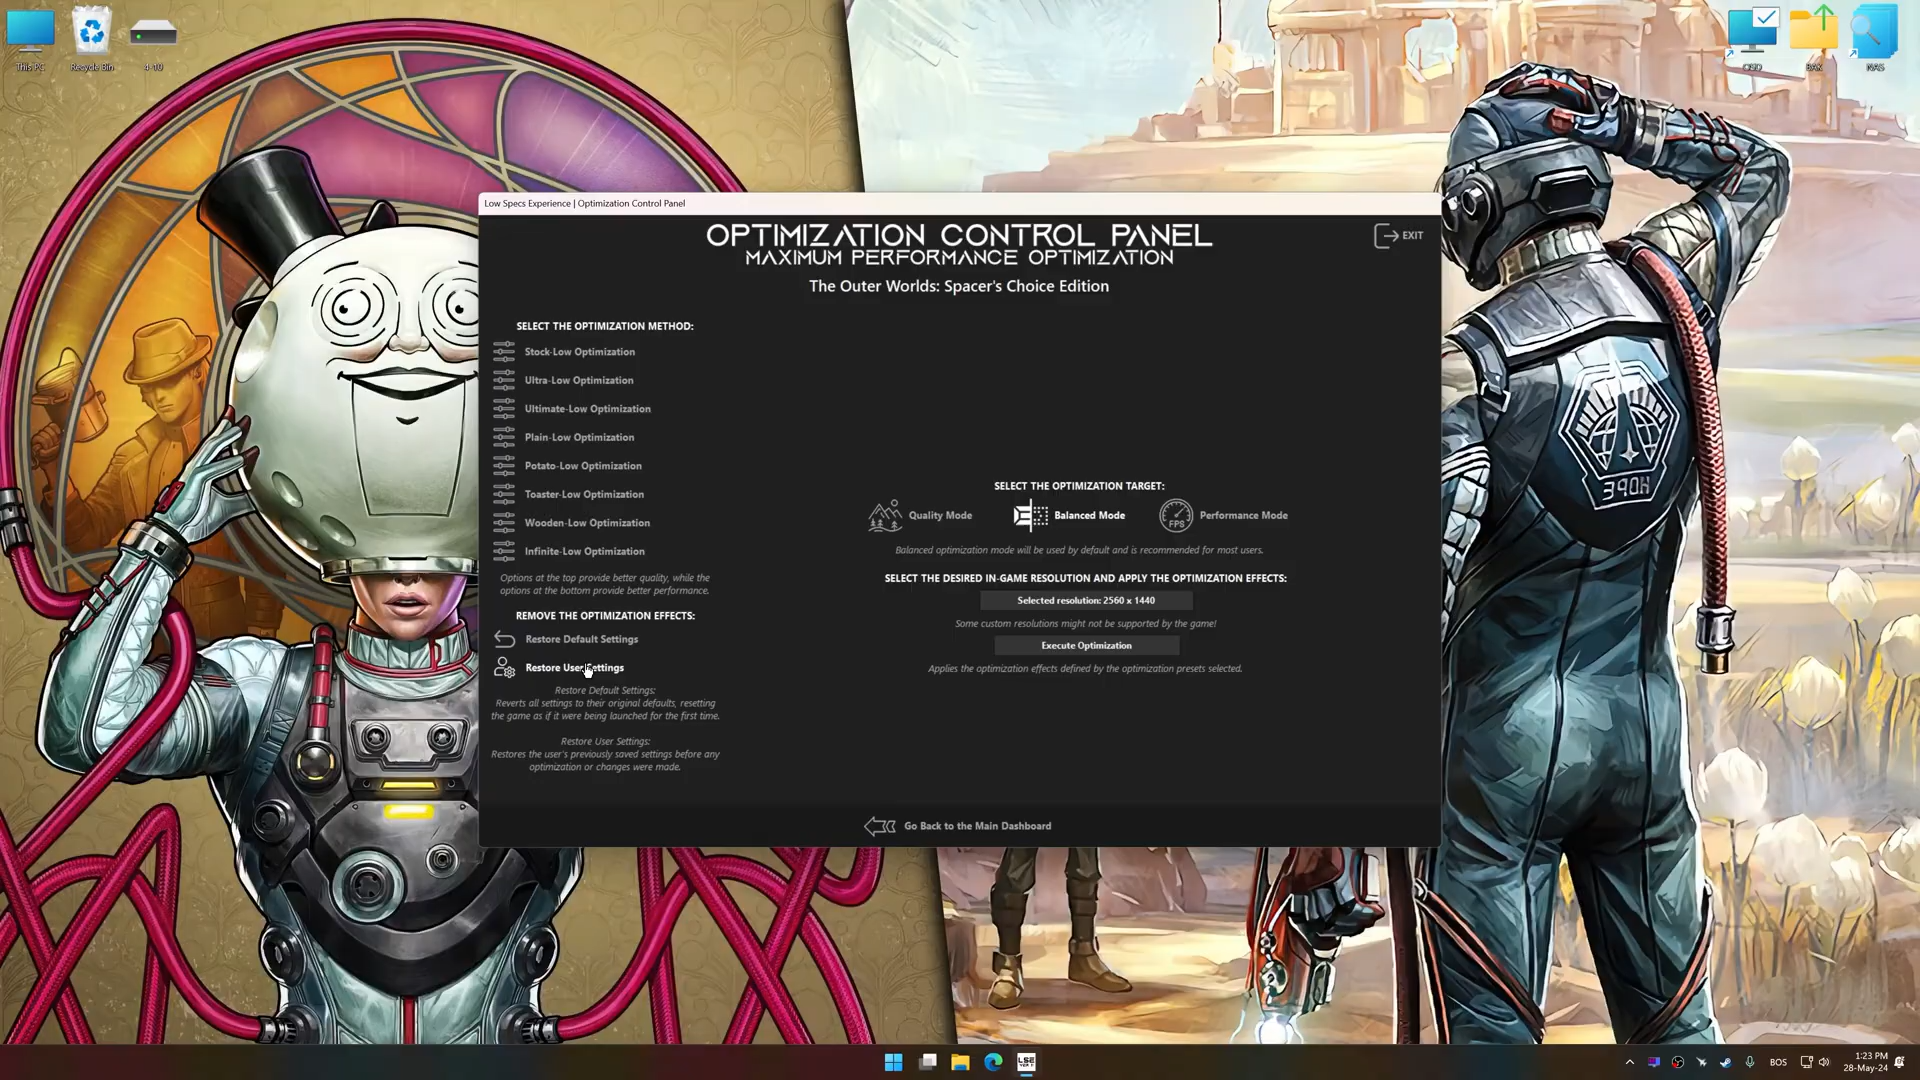 This PC
Recycle Bin
4-10
OSD
BAK
NAS
Low Specs Experience | Optimization Control Panel
OPTIMIZATION CONTROL PANEL
MAXIMUM PERFORMANCE OPTIMIZATION
EXIT
The Outer Worlds: Spacer's Choice Edition
SELECT THE OPTIMIZATION METHOD:
Stock-Low Optimization
Ultra-Low Optimization
Ultimate-Low Optimization
Plain-Low Optimization
Potato-Low Optimization
Toaster-Low Optimization
Wooden-Low Optimization
Infinite-Low Optimization
Options at the top provide better quality, while the
options at the bottom provide better performance.
REMOVE THE OPTIMIZATION EFFECTS:
Restore Default Settings
Restore User Settings
Restore Default Settings:
Reverts all settings to their original defaults, resetting
the game as if it were being launched for the first time.
Restore User Settings:
Restores the user's previously saved settings before any
optimization or changes were made.
SELECT THE OPTIMIZATION TARGET:
Quality Mode
Balanced Mode
FPS
Performance Mode
Balanced optimization mode will be used by default and is recommended for most users.
SELECT THE DESIRED IN-GAME RESOLUTION AND APPLY THE OPTIMIZATION EFFECTS:
Selected resolution: 2560 x 1440
Some custom resolutions might not be supported by the game!
Execute Optimization
Applies the optimization effects defined by the optimization presets selected.
Go Back to the Main Dashboard
HOPE
LSE
BOS
1:23 PM
28-May-24